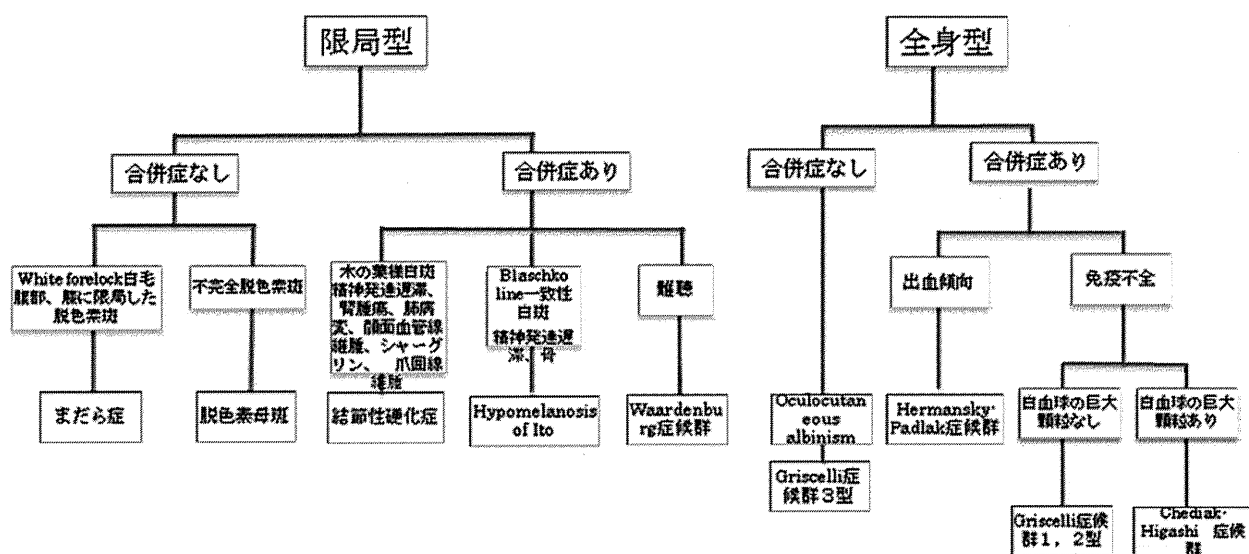 限局型
全身型
合併症なし
合併症あり
合併症なし
合併症あり
White forelock白毛
腹部、膝に限局した
脱色素斑
不完全脱色素斑
木の葉様白斑
精神発達遅滞、
腎腫瘍、肺病
変、顔面血管線
維腫、シャーグ
リン、 爪囲線
維腫
Blaschko
line一致性
白斑
精神発達遅
滞、骨
難聴
出血傾向
免疫不全
まだら症
脱色素母斑
結節性硬化症
Hypomelanosis
of Ito
Waardenbu
rg症候群
Oculocutan
eous
albinism
Hermansky-
Padlak症候群
白血球の巨大
顆粒なし
白血球の巨大
顆粒あり
Griscelli症
候群３型
Griscelli症候
群１，２型
Chediak-
Higashi 症候
群